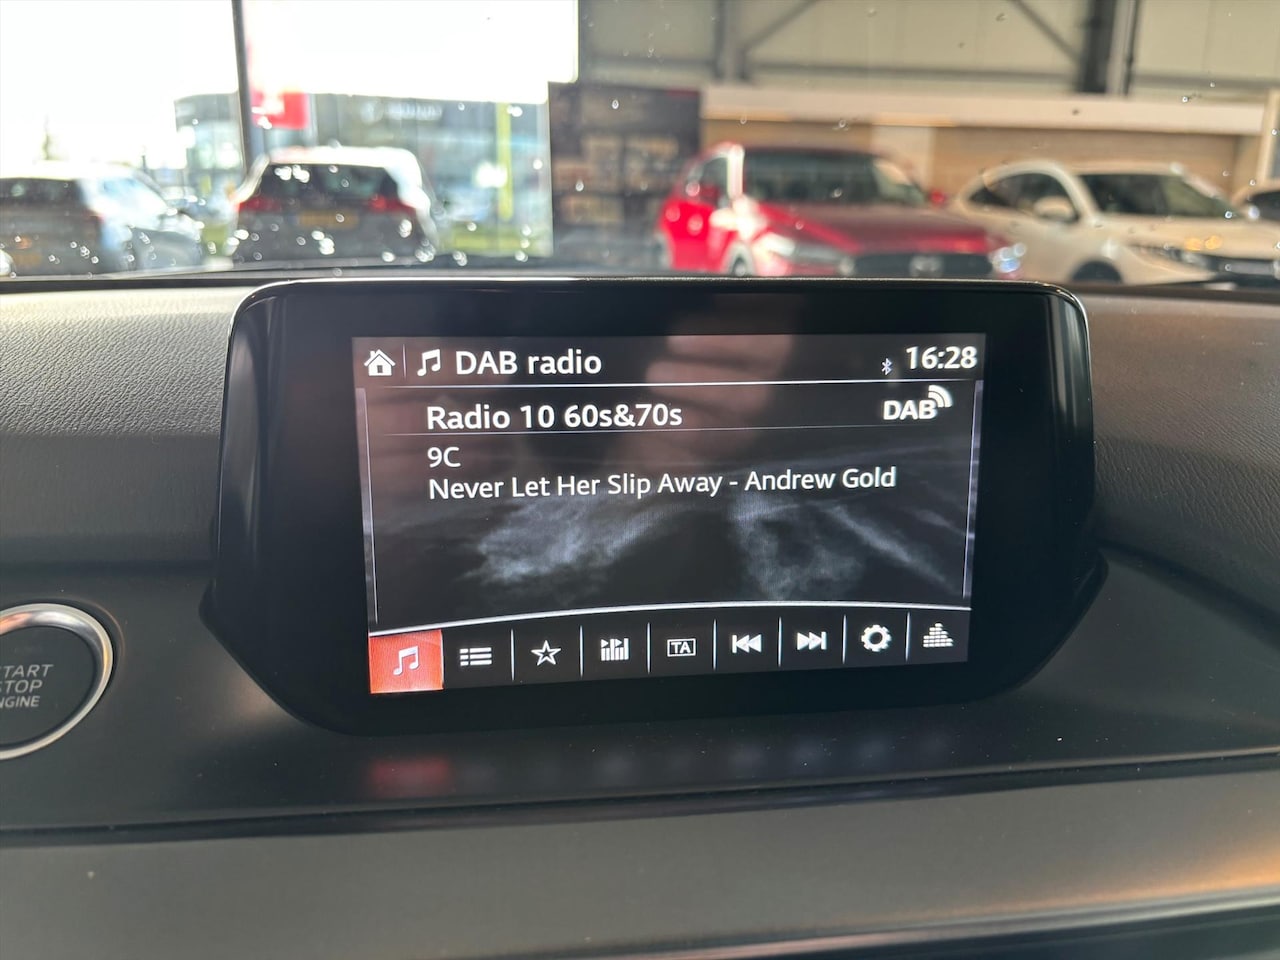 DAB radio
16:28
Radio 10 60s&70s
DAB
9C
Never Let Her Slip Away - Andrew Gold
TA
START
STOP
ENGINE